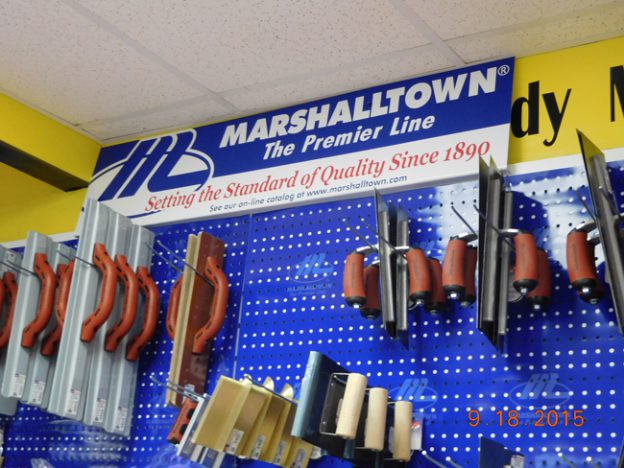 MARSHALLTOWN®
The Premier Line
Setting the Standard of Quality Since 1890
See our on-line catalog at www.marshalltown.com
dy M
9.18.2015